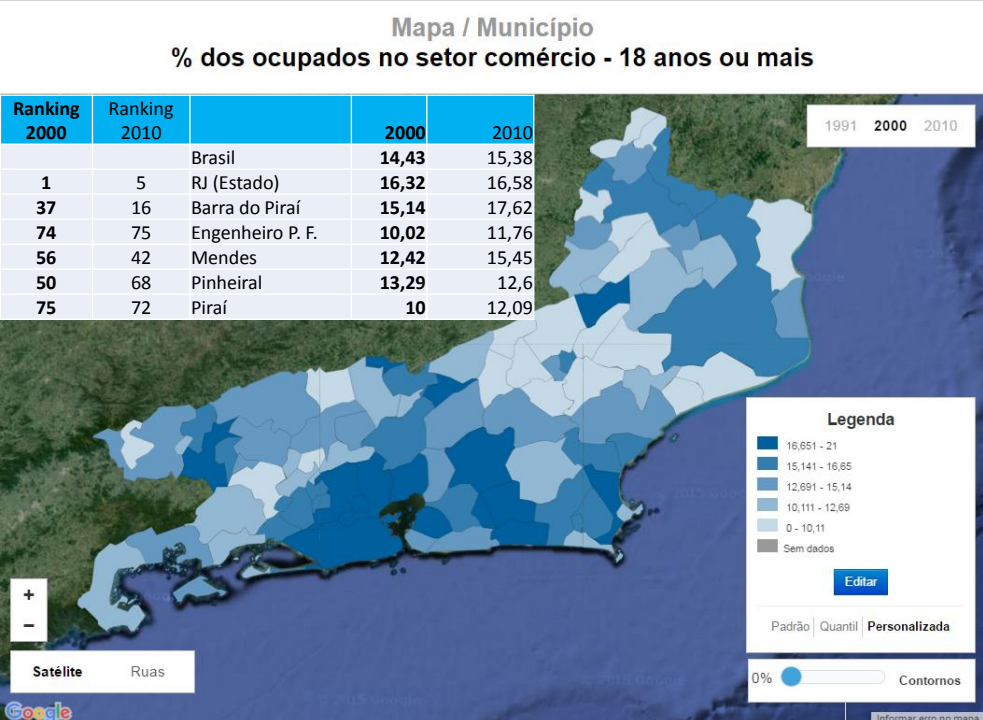 Mapa / Município
% dos ocupados no setor comércio - 18 anos ou mais
Ranking 2000 Ranking 2010 2000 2010
Brasil 14,43 15,38
1 5 RJ (Estado) 16,32 16,58
37 16 Barra do Piraí 15,14 17,62
74 75 Engenheiro P. F. 10,02 11,76
56 42 Mendes 12,42 15,45
50 68 Pinheiral 13,29 12,6
75 72 Piraí 10 12,09
1991 2000 2010
Legenda
16,651 - 21
15,141 - 16,65
12,691 - 15,14
10,111 - 12,69
0 - 10,11
Sem dados
Editar
Padrão Quantil Personalizada
+
−
Satélite Ruas
0% Contornos
Google
Informar erro no mapa